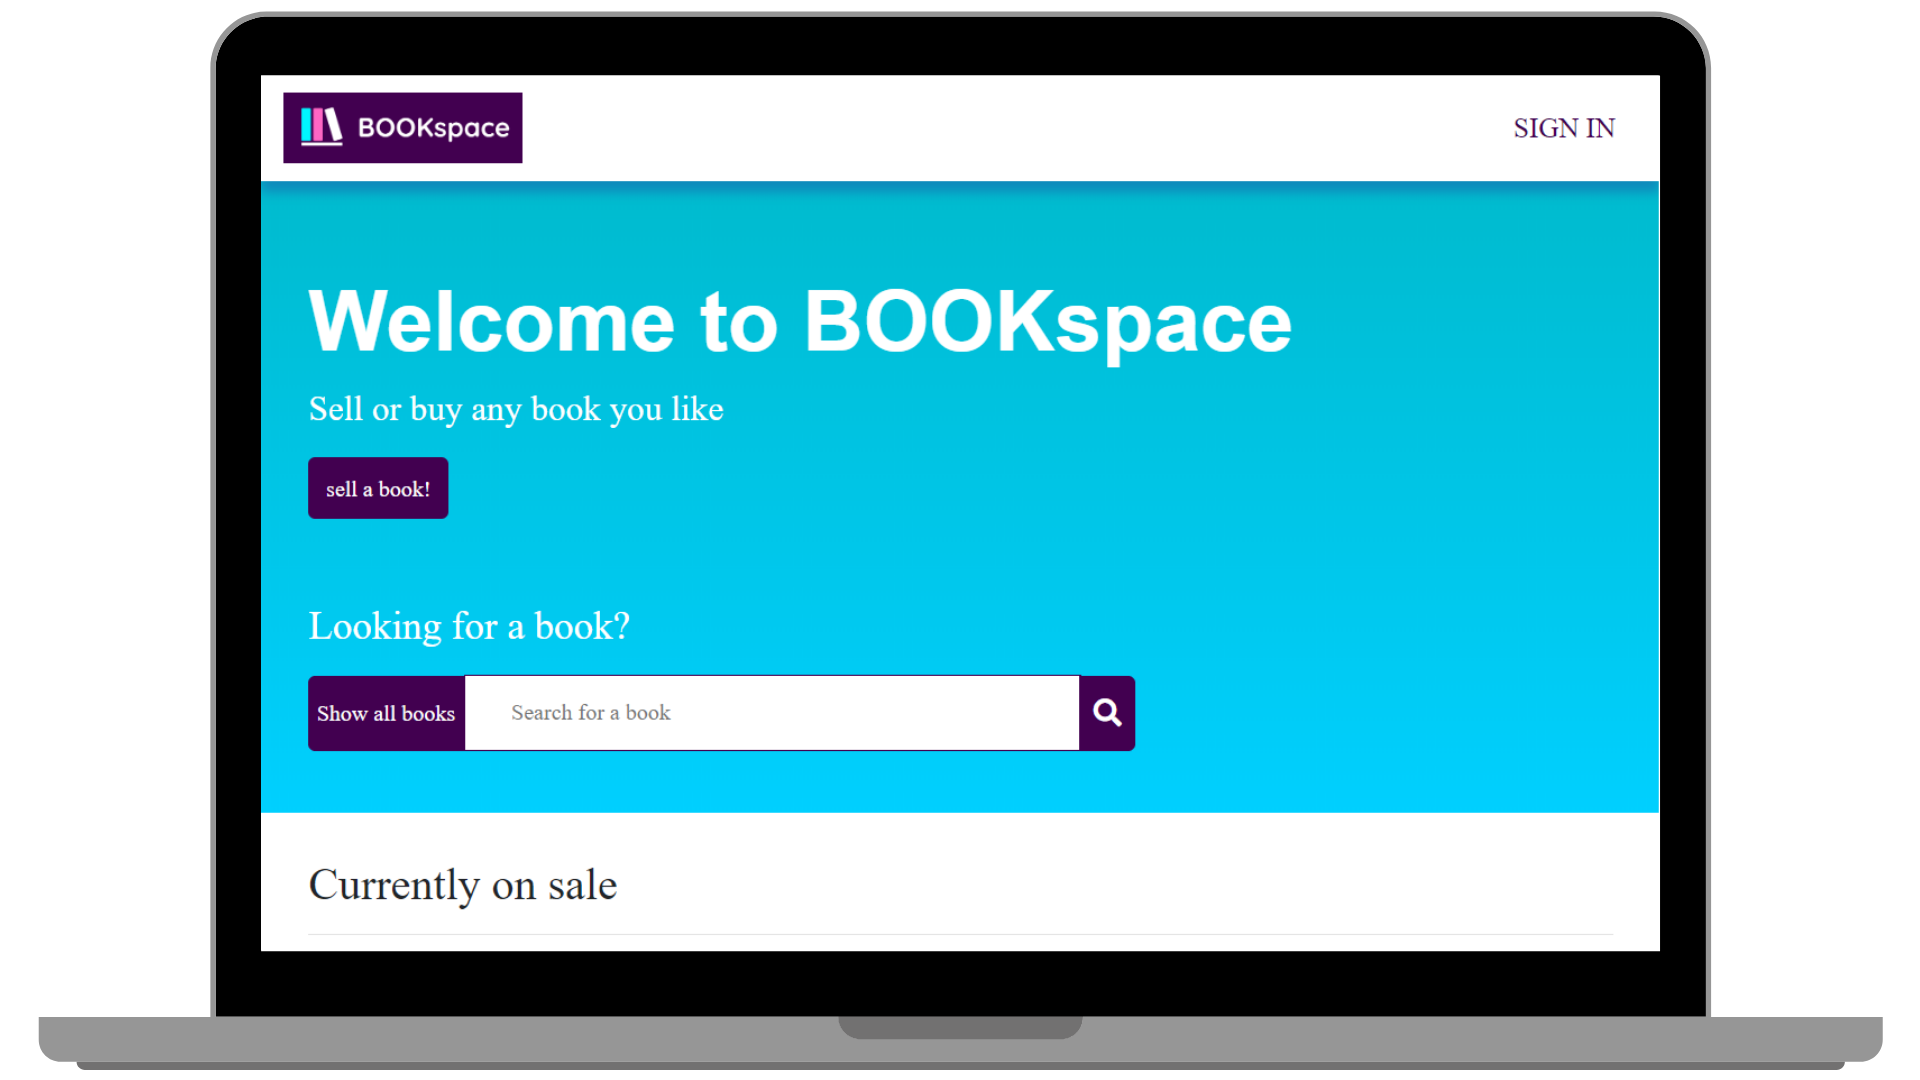 BOOKspace
SIGN IN
Welcome to BOOKspace
Sell or buy any book you like
sell a book!
Looking for a book?
Show all books
Search for a book
Currently on sale